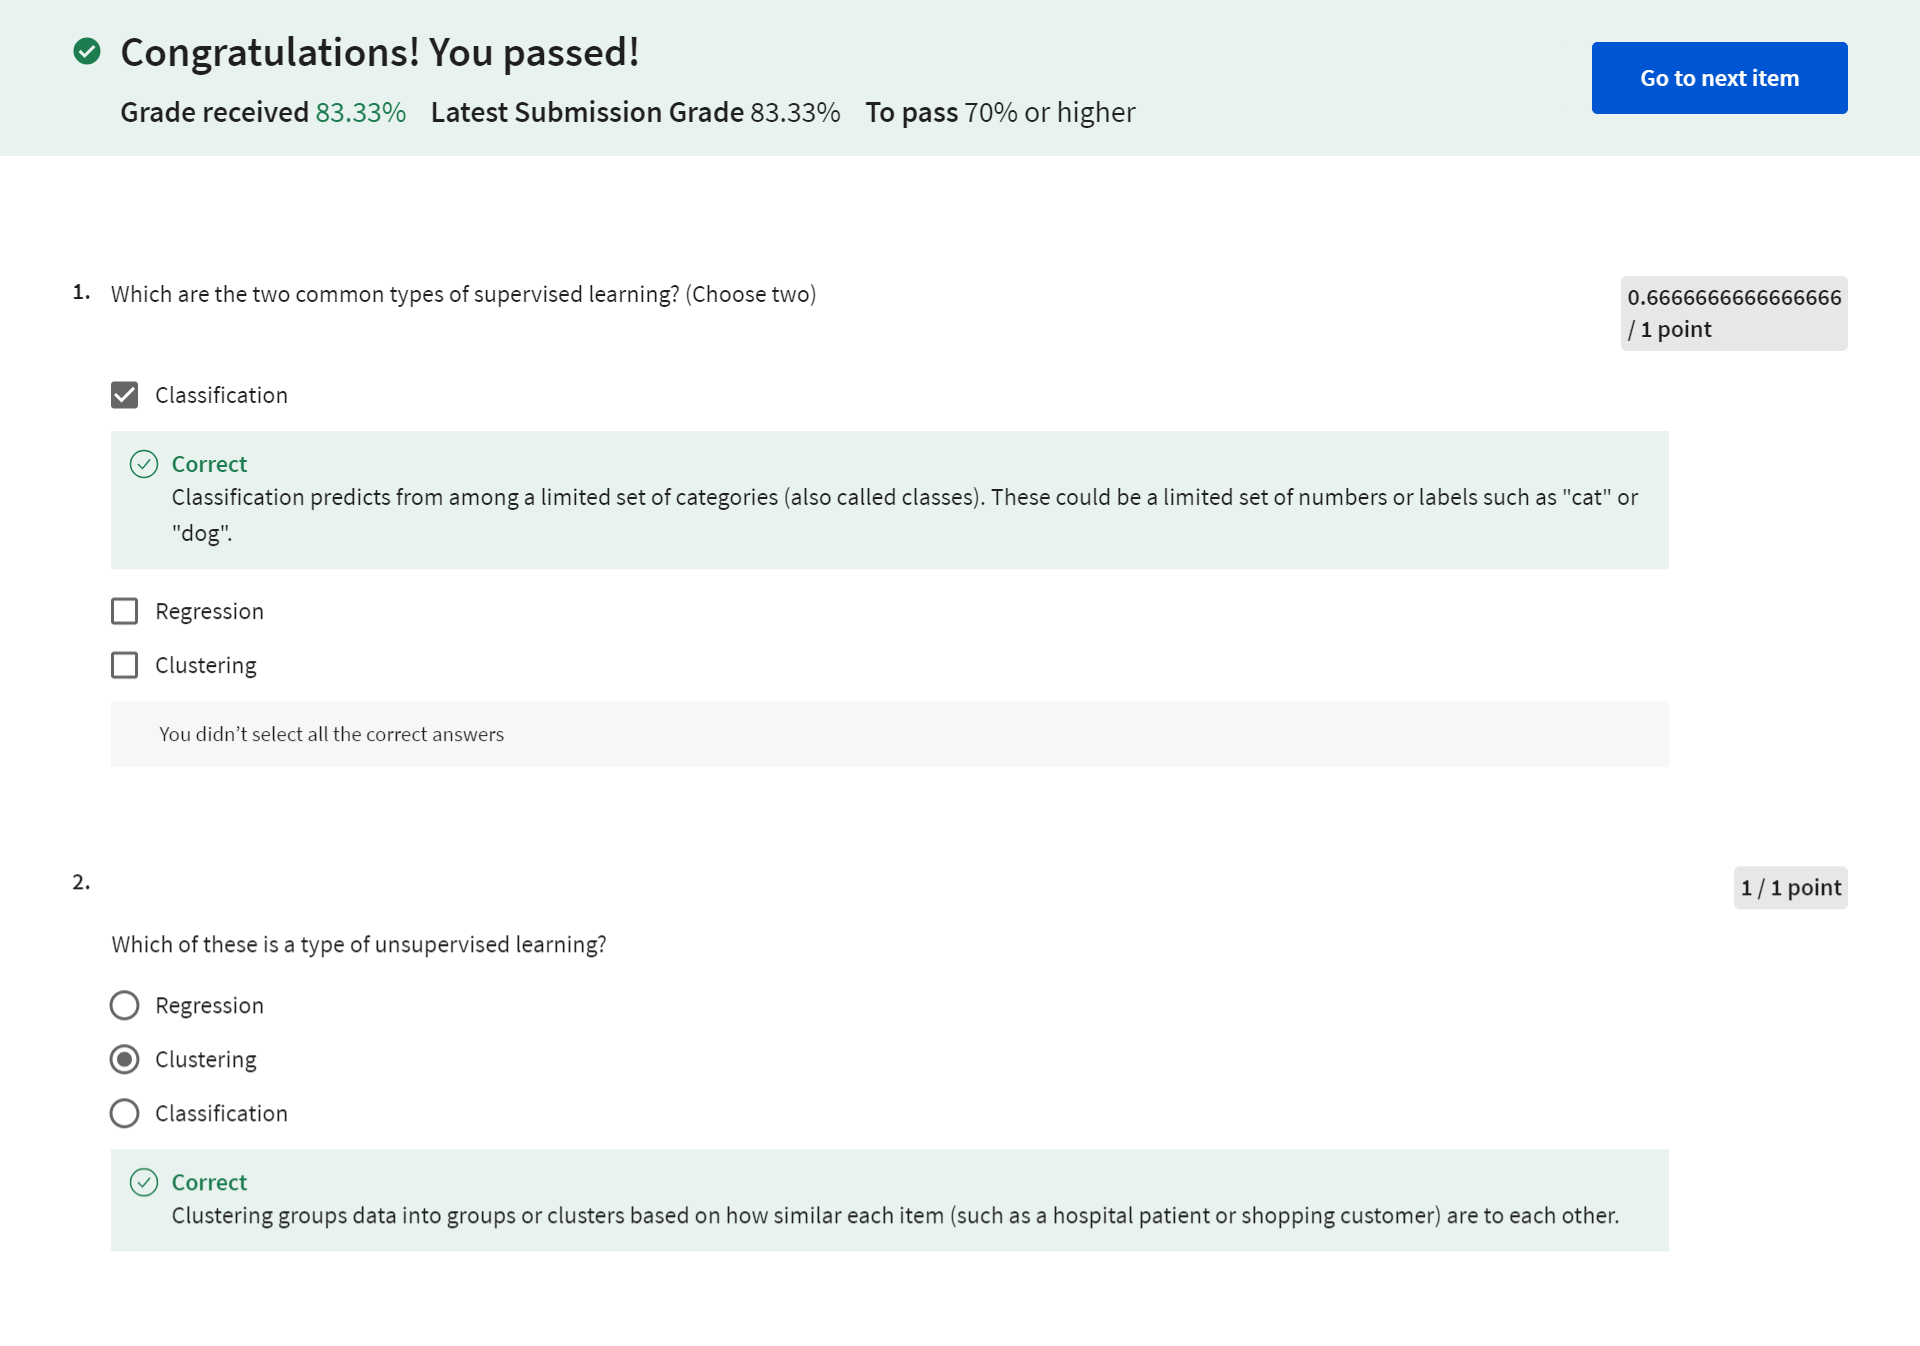 Congratulations! You passed!
Grade received 83.33% Latest Submission Grade 83.33% To pass 70% or higher
Go to next item
1. Which are the two common types of supervised learning? (Choose two)
0.6666666666666666
/ 1 point
Classification
Correct
Classification predicts from among a limited set of categories (also called classes). These could be a limited set of numbers or labels such as "cat" or
"dog".
Regression
Clustering
You didn’t select all the correct answers
2.
1 / 1 point
Which of these is a type of unsupervised learning?
Regression
Clustering
Classification
Correct
Clustering groups data into groups or clusters based on how similar each item (such as a hospital patient or shopping customer) are to each other.